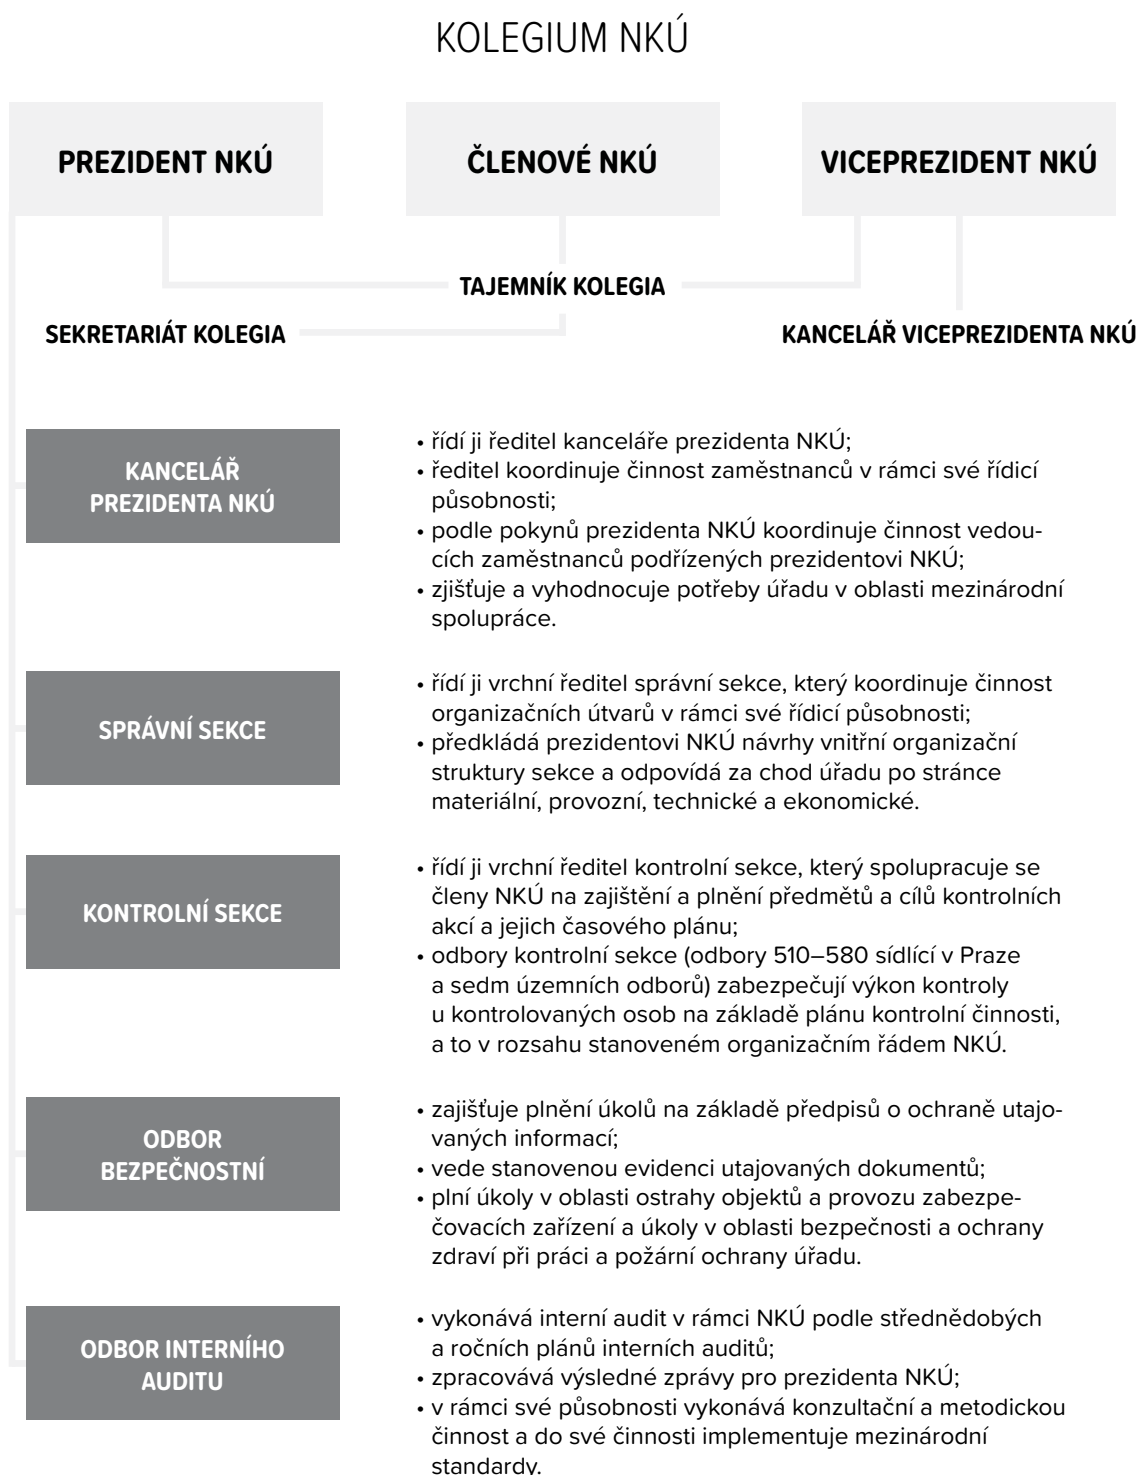 KOLEGIUM NKÚ
PREZIDENT NKÚ
ČLENOVÉ NKÚ
VICEPREZIDENT NKÚ
TAJEMNÍK KOLEGIA
SEKRETARIÁT KOLEGIA
KANCELÁŘ VICEPREZIDENTA NKÚ
KANCELÁŘ
PREZIDENTA NKÚ
• řídí ji ředitel kanceláře prezidenta NKÚ;
• ředitel koordinuje činnost zaměstnanců v rámci své řídicí
působnosti;
• podle pokynů prezidenta NKÚ koordinuje činnost vedou-
cích zaměstnanců podřízených prezidentovi NKÚ;
• zjišťuje a vyhodnocuje potřeby úřadu v oblasti mezinárodní
spolupráce.
SPRÁVNÍ SEKCE
• řídí ji vrchní ředitel správní sekce, který koordinuje činnost
organizačních útvarů v rámci své řídicí působnosti;
• předkládá prezidentovi NKÚ návrhy vnitřní organizační
struktury sekce a odpovídá za chod úřadu po stránce
materiální, provozní, technické a ekonomické.
KONTROLNÍ SEKCE
• řídí ji vrchní ředitel kontrolní sekce, který spolupracuje se
členy NKÚ na zajištění a plnění předmětů a cílů kontrolních
akcí a jejich časového plánu;
• odbory kontrolní sekce (odbory 510–580 sídlící v Praze
a sedm územních odborů) zabezpečují výkon kontroly
u kontrolovaných osob na základě plánu kontrolní činnosti,
a to v rozsahu stanoveném organizačním řádem NKÚ.
ODBOR
BEZPEČNOSTNÍ
• zajišťuje plnění úkolů na základě předpisů o ochraně utajo-
vaných informací;
• vede stanovenou evidenci utajovaných dokumentů;
• plní úkoly v oblasti ostrahy objektů a provozu zabezpe-
čovacích zařízení a úkoly v oblasti bezpečnosti a ochrany
zdraví při práci a požární ochrany úřadu.
ODBOR INTERNÍHO
AUDITU
• vykonává interní audit v rámci NKÚ podle střednědobých
a ročních plánů interních auditů;
• zpracovává výsledné zprávy pro prezidenta NKÚ;
• v rámci své působnosti vykonává konzultační a metodickou
činnost a do své činnosti implementuje mezinárodní
standardy.